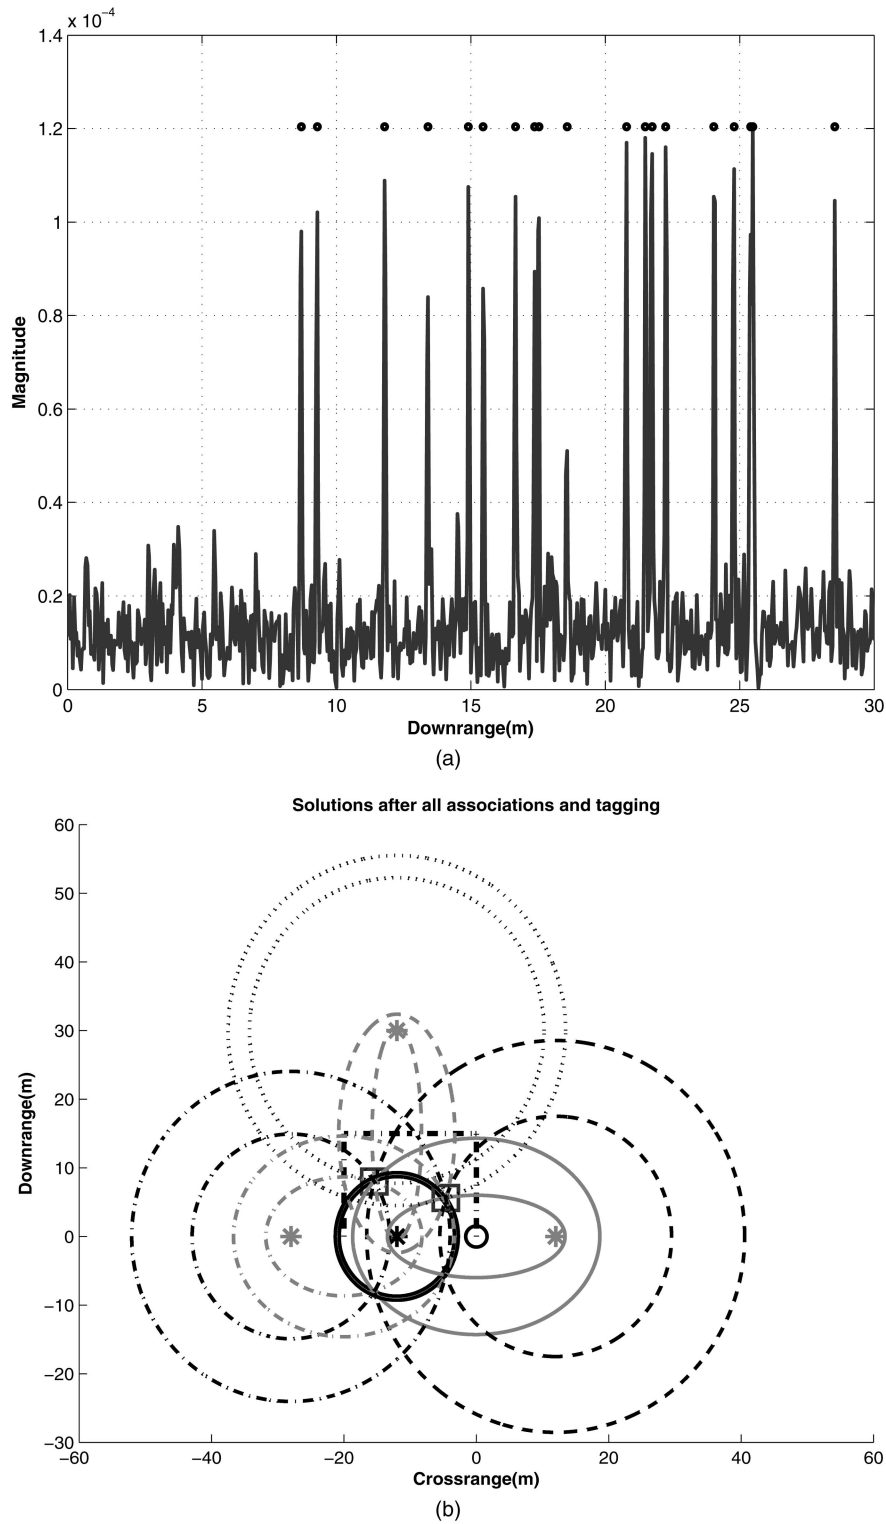 x 10⁻⁴
1.4
1.2
1
0.8
0.6
0.4
0.2
0
Magnitude
0 5 10 15 20 25 30
Downrange(m)
(a)
Solutions after all associations and tagging
60
50
40
30
20
10
0
−10
−20
−30
Downrange(m)
−60 −40 −20 0 20 40 60
Crossrange(m)
(b)